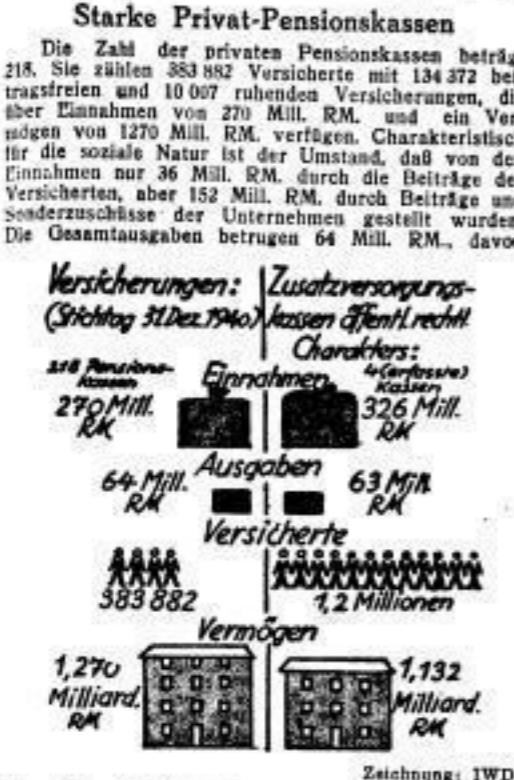 Starke Privat-Pensionskassen
Die Zahl der privaten Pensionskassen beträg
218. Sie zählen 383 882 Versicherte mit 134 372 bei
tragsfreien und 10 007 ruhenden Versicherungen, di
über Einnahmen von 270 Mill. RM. und ein Ver
mögen von 1270 Mill. RM. verfügen. Charakteristisc
für die soziale Natur ist der Umstand, daß von de
Einnahmen nur 36 Mill. RM. durch die Beiträge de
Versicherten, aber 152 Mill. RM. durch Beiträge un
Sonderzuschüsse der Unternehmen gestellt wurden
Die Gesamtausgaben betrugen 64 Mill. RM., davo
Versicherungen:
(Stichtag 31.Dez.1940)
Zusatzversorgungs-
kassen öffentl. rechtl.
Charakters:
218 Pensions-
kassen
4 (erfasste)
Kassen
Einnahmen
270 Mill.
RM
326 Mill.
RM
Ausgaben
64 Mill.
RM
63 Mill.
RM
Versicherte
383 882
1,2 Millionen
Vermögen
1,270
Milliard.
RM
1,132
Milliard.
RM
Zeichnung: IWD